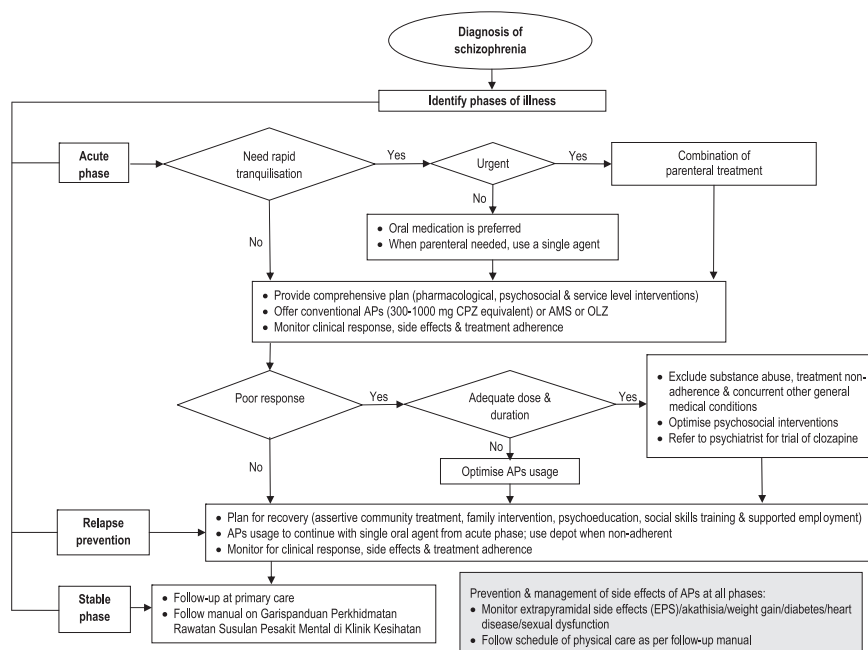 Diagnosis of
schizophrenia
Identify phases of illness
Acute
phase
Need rapid
tranquilisation
Yes
Urgent
Yes
Combination of
parenteral treatment
No
No
• Oral medication is preferred
• When parenteral needed, use a single agent
• Provide comprehensive plan (pharmacological, psychosocial & service level interventions)
• Offer conventional APs (300-1000 mg CPZ equivalent) or AMS or OLZ
• Monitor clinical response, side effects & treatment adherence
Poor response
Yes
Adequate dose &
duration
Yes
• Exclude substance abuse, treatment non-
adherence & concurrent other general
medical conditions
• Optimise psychosocial interventions
• Refer to psychiatrist for trial of clozapine
No
No
Optimise APs usage
Relapse
prevention
• Plan for recovery (assertive community treatment, family intervention, psychoeducation, social skills training & supported employment)
• APs usage to continue with single oral agent from acute phase; use depot when non-adherent
• Monitor for clinical response, side effects & treatment adherence
Stable
phase
• Follow-up at primary care
• Follow manual on Garispanduan Perkhidmatan
Rawatan Susulan Pesakit Mental di Klinik Kesihatan
Prevention & management of side effects of APs at all phases:
• Monitor extrapyramidal side effects (EPS)/akathisia/weight gain/diabetes/heart
disease/sexual dysfunction
• Follow schedule of physical care as per follow-up manual